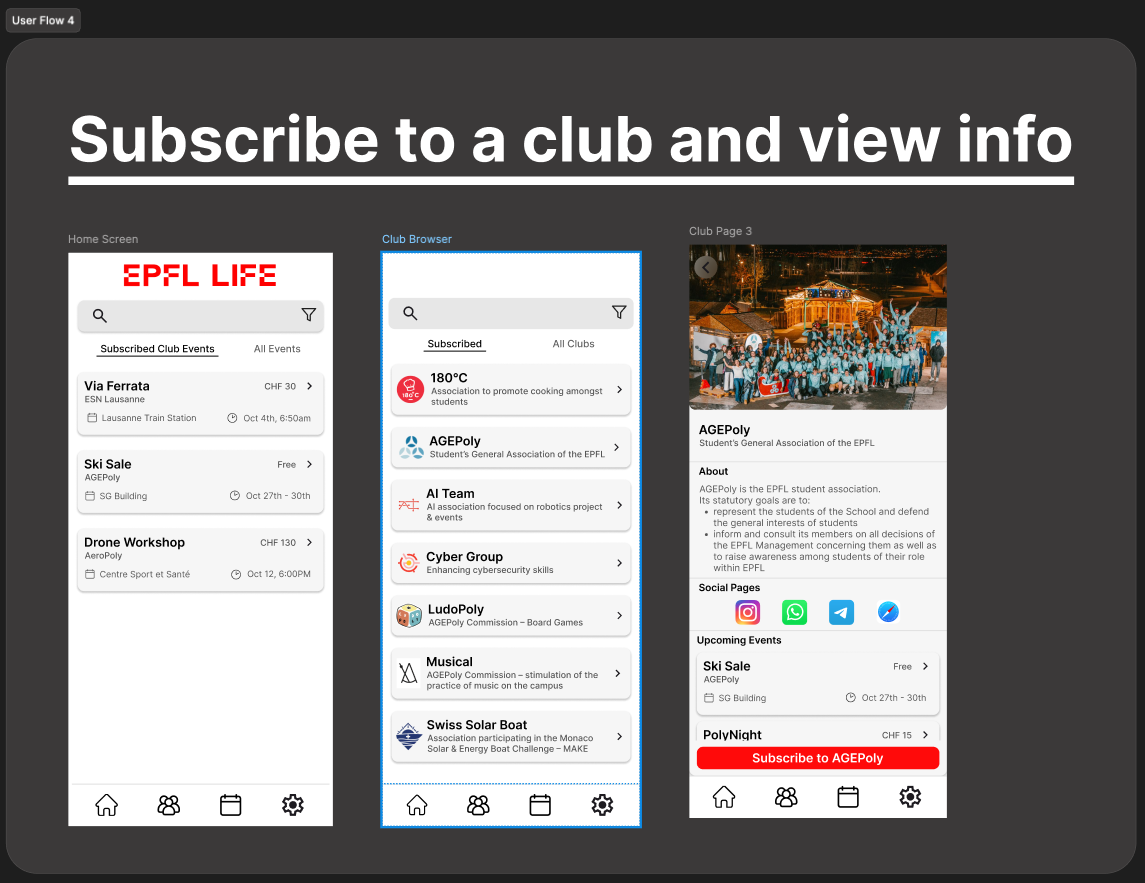 User Flow 4
Subscribe to a club and view info
Home Screen
EPFL LIFE
Subscribed Club Events
All Events
Via Ferrata
CHF 30
ESN Lausanne
Lausanne Train Station
Oct 4th, 6:50am
Ski Sale
Free
AGEPoly
SG Building
Oct 27th - 30th
Drone Workshop
CHF 130
AeroPoly
Centre Sport et Santé
Oct 12, 6:00PM
Club Browser
Subscribed
All Clubs
180°C
180°C
Association to promote cooking amongst
students
AGEPoly
Student's General Association of the EPFL
AI Team
AI association focused on robotics project
& events
Cyber Group
Enhancing cybersecurity skills
LudoPoly
AGEPoly Commission – Board Games
Musical
AGEPoly Commission – stimulation of the
practice of music on the campus
Swiss Solar Boat
Association participating in the Monaco
Solar & Energy Boat Challenge – MAKE
Club Page 3
AGEPoly
Student's General Association of the EPFL
About
AGEPoly is the EPFL student association.
Its statutory goals are to:
• represent the students of the School and defend
the general interests of students
• inform and consult its members on all decisions of
the EPFL Management concerning them as well as
to raise awareness among students of their role
within EPFL
Social Pages
Upcoming Events
Ski Sale
Free
AGEPoly
SG Building
Oct 27th - 30th
PolyNight
CHF 15
Subscribe to AGEPoly